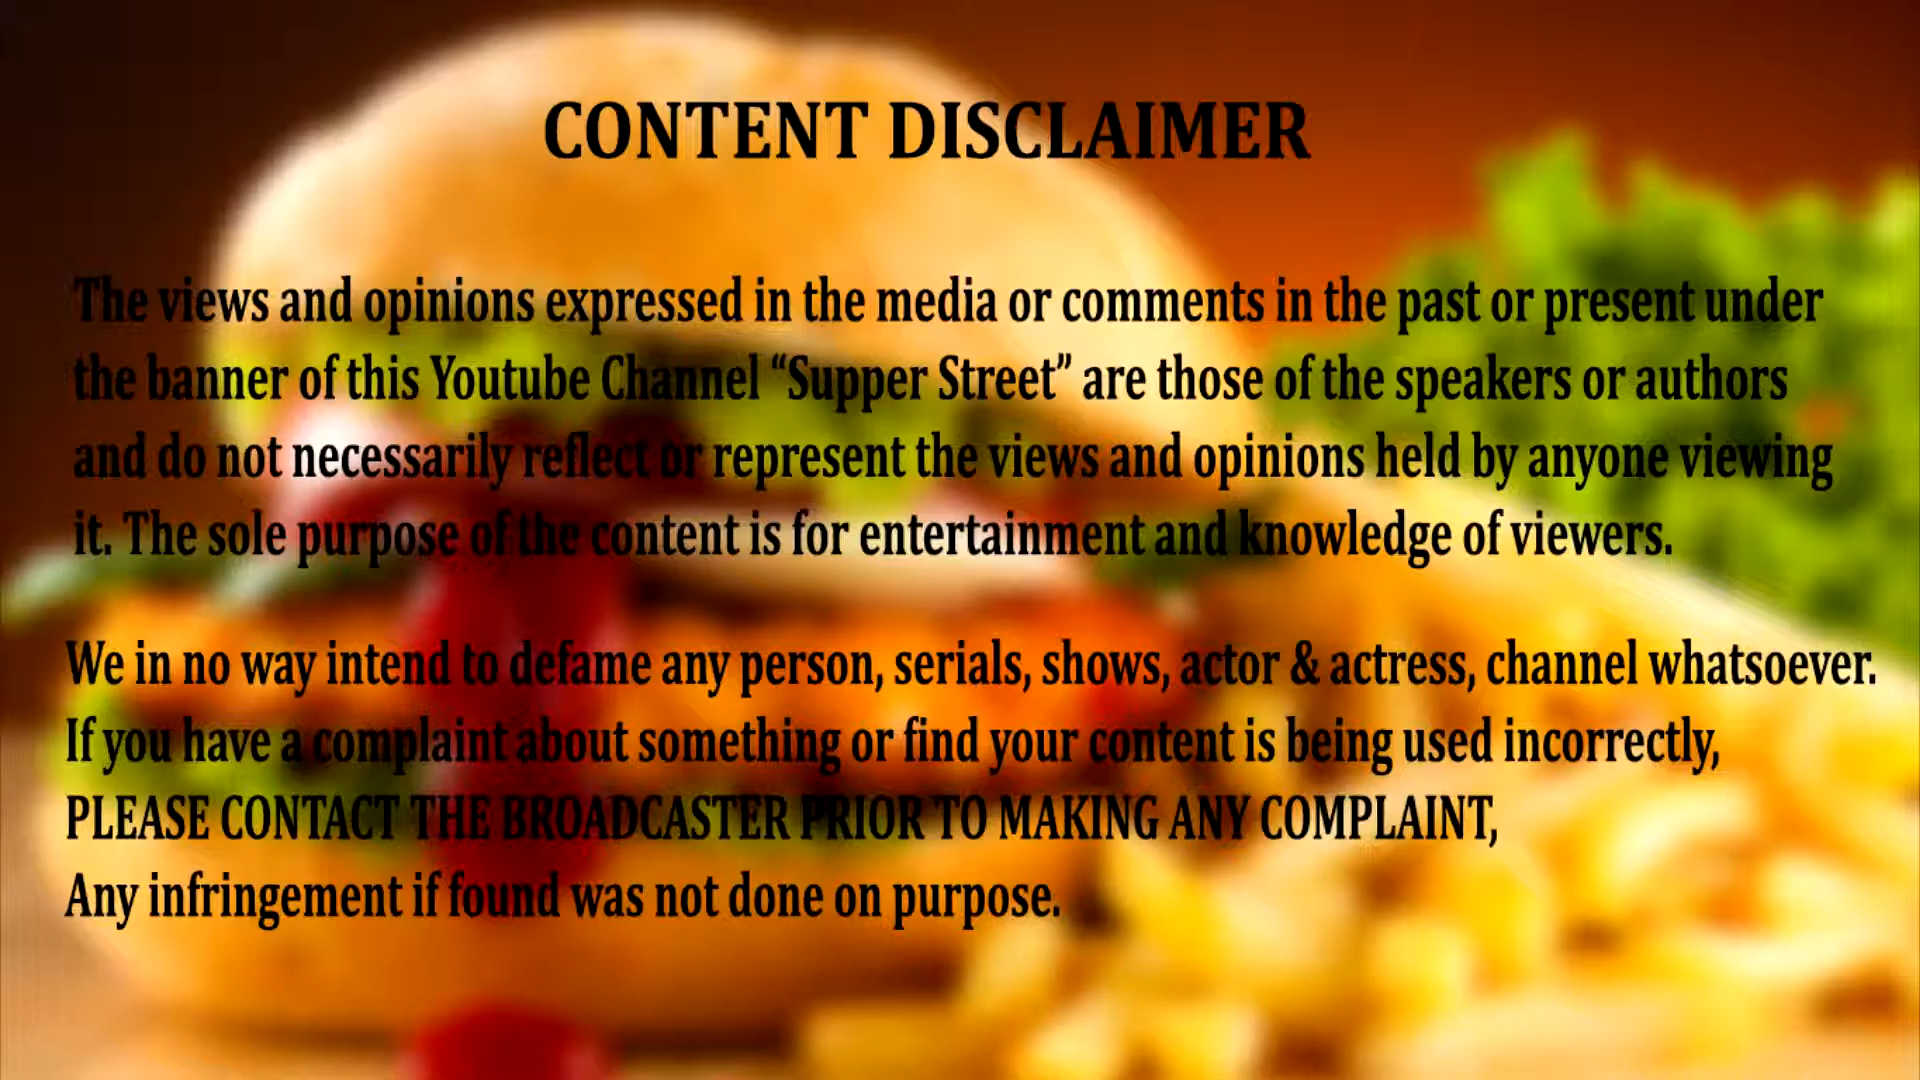 CONTENT DISCLAIMER
The views and opinions expressed in the media or comments in the past or present under
the banner of this Youtube Channel “Supper Street” are those of the speakers or authors
and do not necessarily reflect or represent the views and opinions held by anyone viewing
it. The sole purpose of the content is for entertainment and knowledge of viewers.
We in no way intend to defame any person, serials, shows, actor & actress, channel whatsoever.
If you have a complaint about something or find your content is being used incorrectly,
PLEASE CONTACT THE BROADCASTER PRIOR TO MAKING ANY COMPLAINT,
Any infringement if found was not done on purpose.